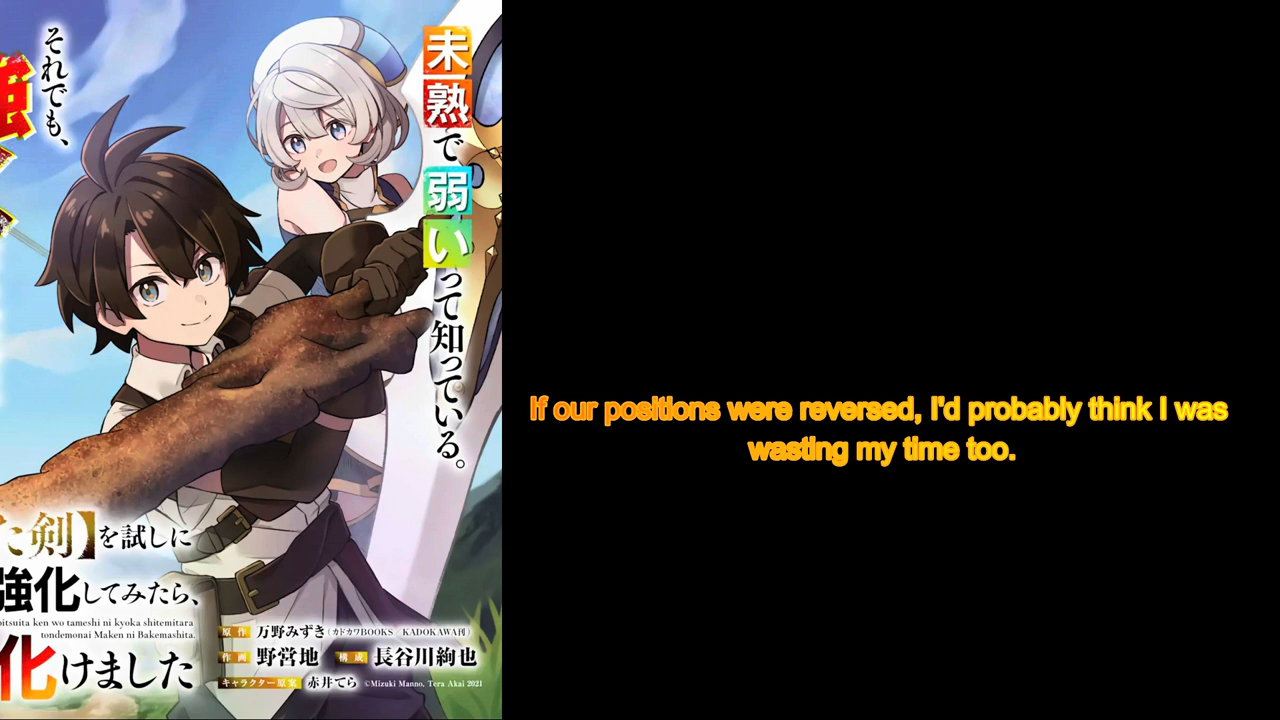 未熟で弱いって知っている。
それでも、
強
た剣】を試しに
強化してみたら、
bitsuita ken wo tameshi ni kyoka shitemitara
tondemonai Maken ni Bakemashita.
化けました
原作 万野みずき(カドカワBOOKS KADOKAWA刊)
作画 野営地 構成 長谷川絢也
キャラクター原案 赤井てら ©Mizuki Manno, Tera Akai 2021
If our positions were reversed, I'd probably think I was
wasting my time too.